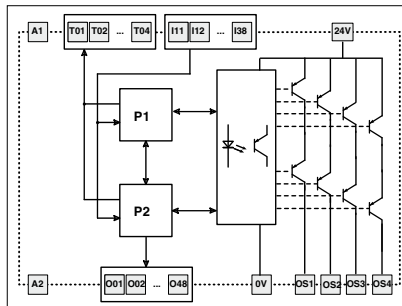 A1 T01 T02 ... T04 I11 I12 ... I38 24V
P1
P2
A2 O01 O02 ... O48 0V OS1 OS2 OS3 OS4